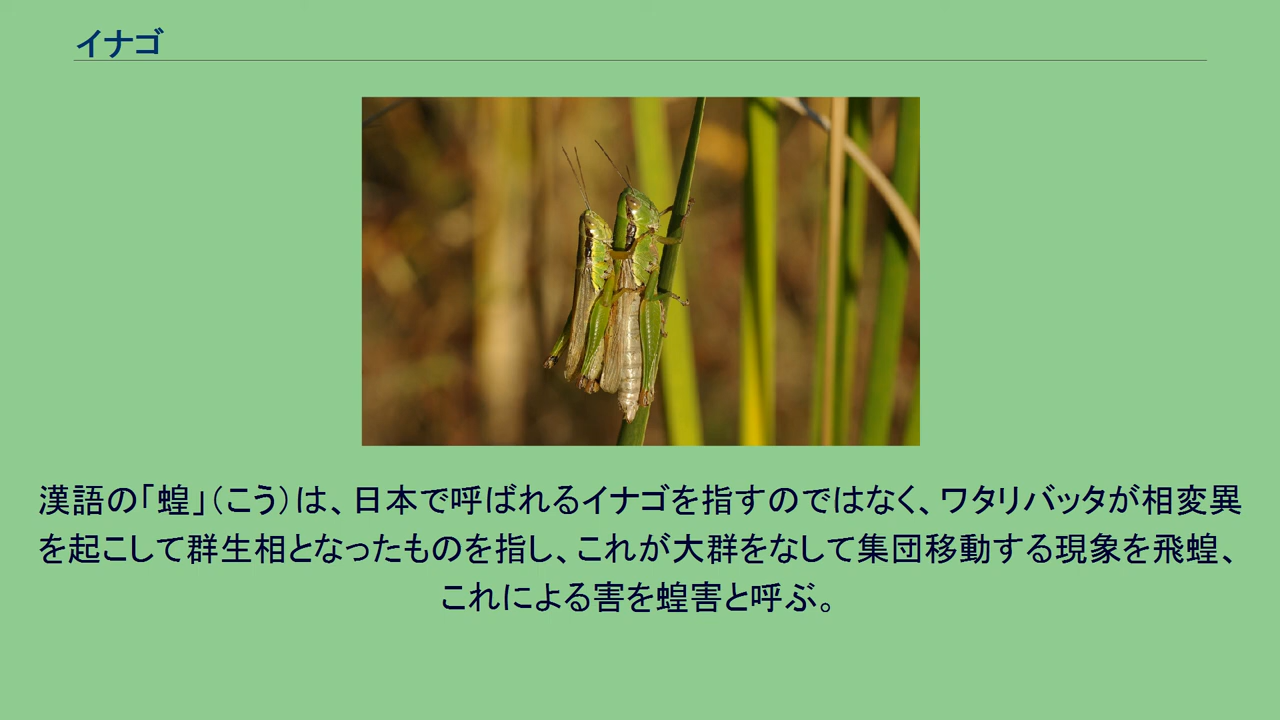 イナゴ
漢語の「蝗」（こう）は、日本で呼ばれるイナゴを指すのではなく、ワタリバッタが相変異
を起こして群生相となったものを指し、これが大群をなして集団移動する現象を飛蝗、
これによる害を蝗害と呼ぶ。